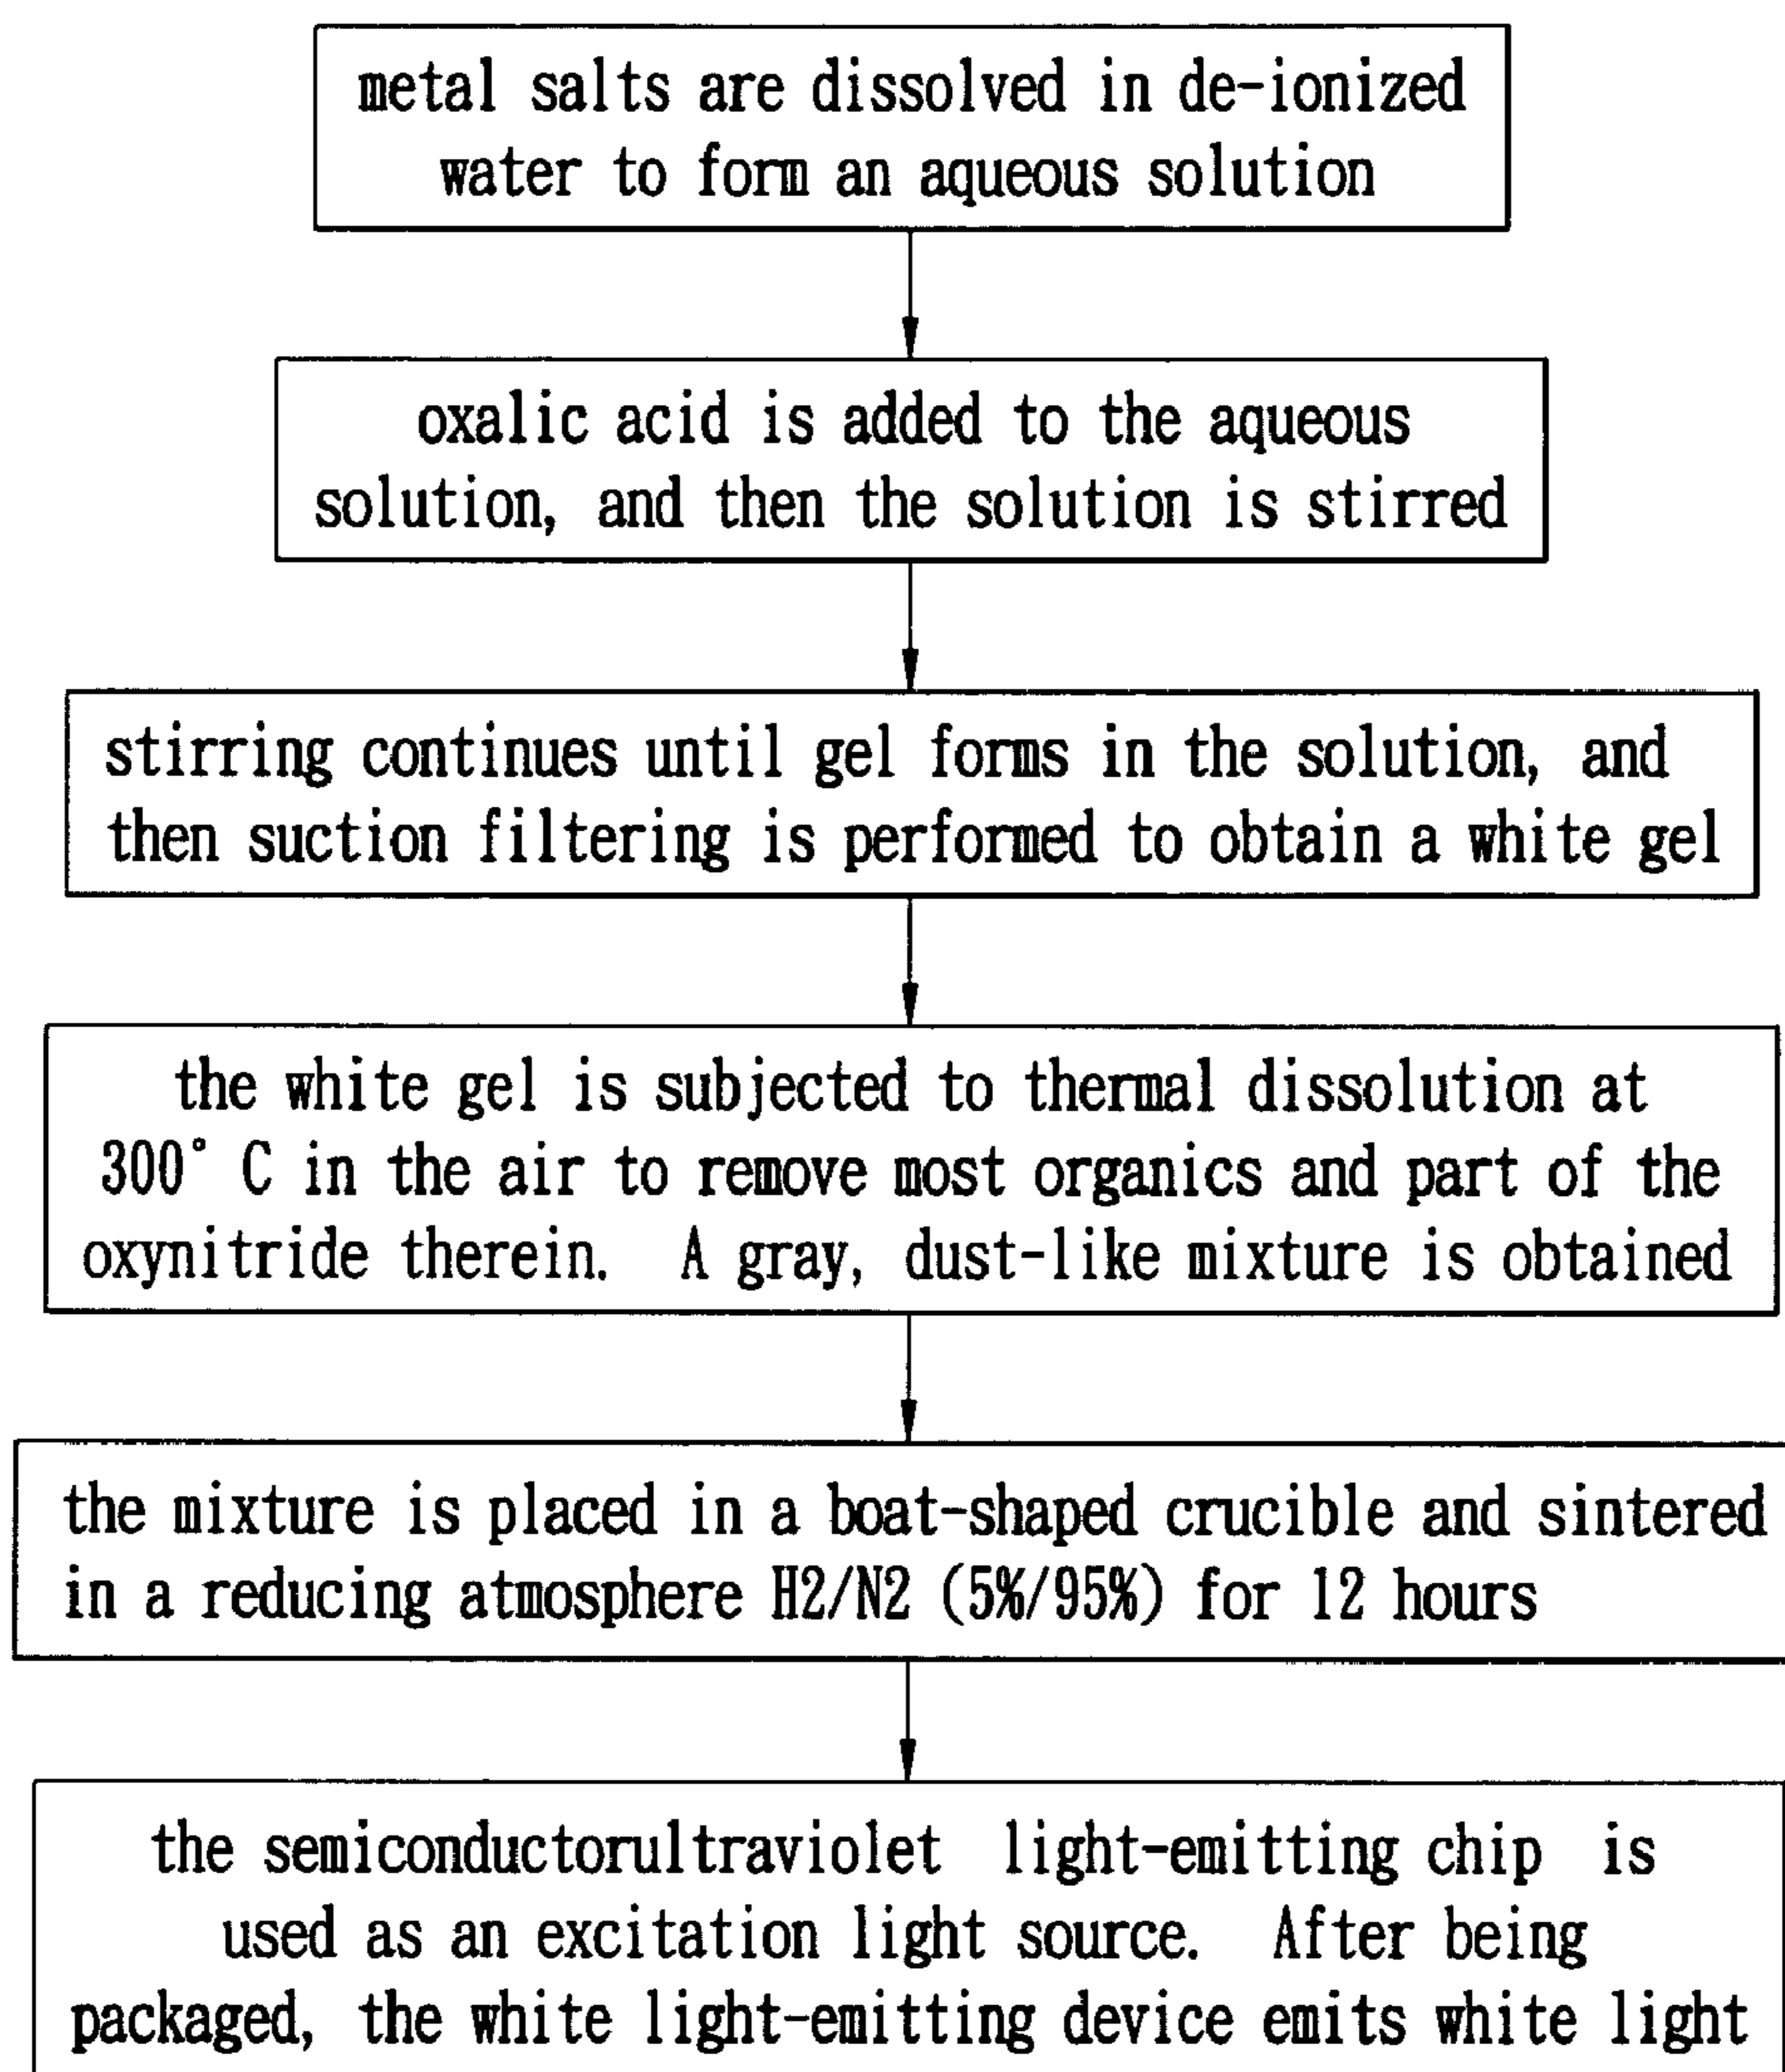 metal salts are dissolved in de-ionized
water to form an aqueous solution
oxalic acid is added to the aqueous
solution, and then the solution is stirred
stirring continues until gel forms in the solution, and
then suction filtering is performed to obtain a white gel
the white gel is subjected to thermal dissolution at
300° C in the air to remove most organics and part of the
oxynitride therein. A gray, dust-like mixture is obtained
the mixture is placed in a boat-shaped crucible and sintered
in a reducing atmosphere H2/N2 (5%/95%) for 12 hours
the semiconductorultraviolet light-emitting chip is
used as an excitation light source. After being
packaged, the white light-emitting device emits white light